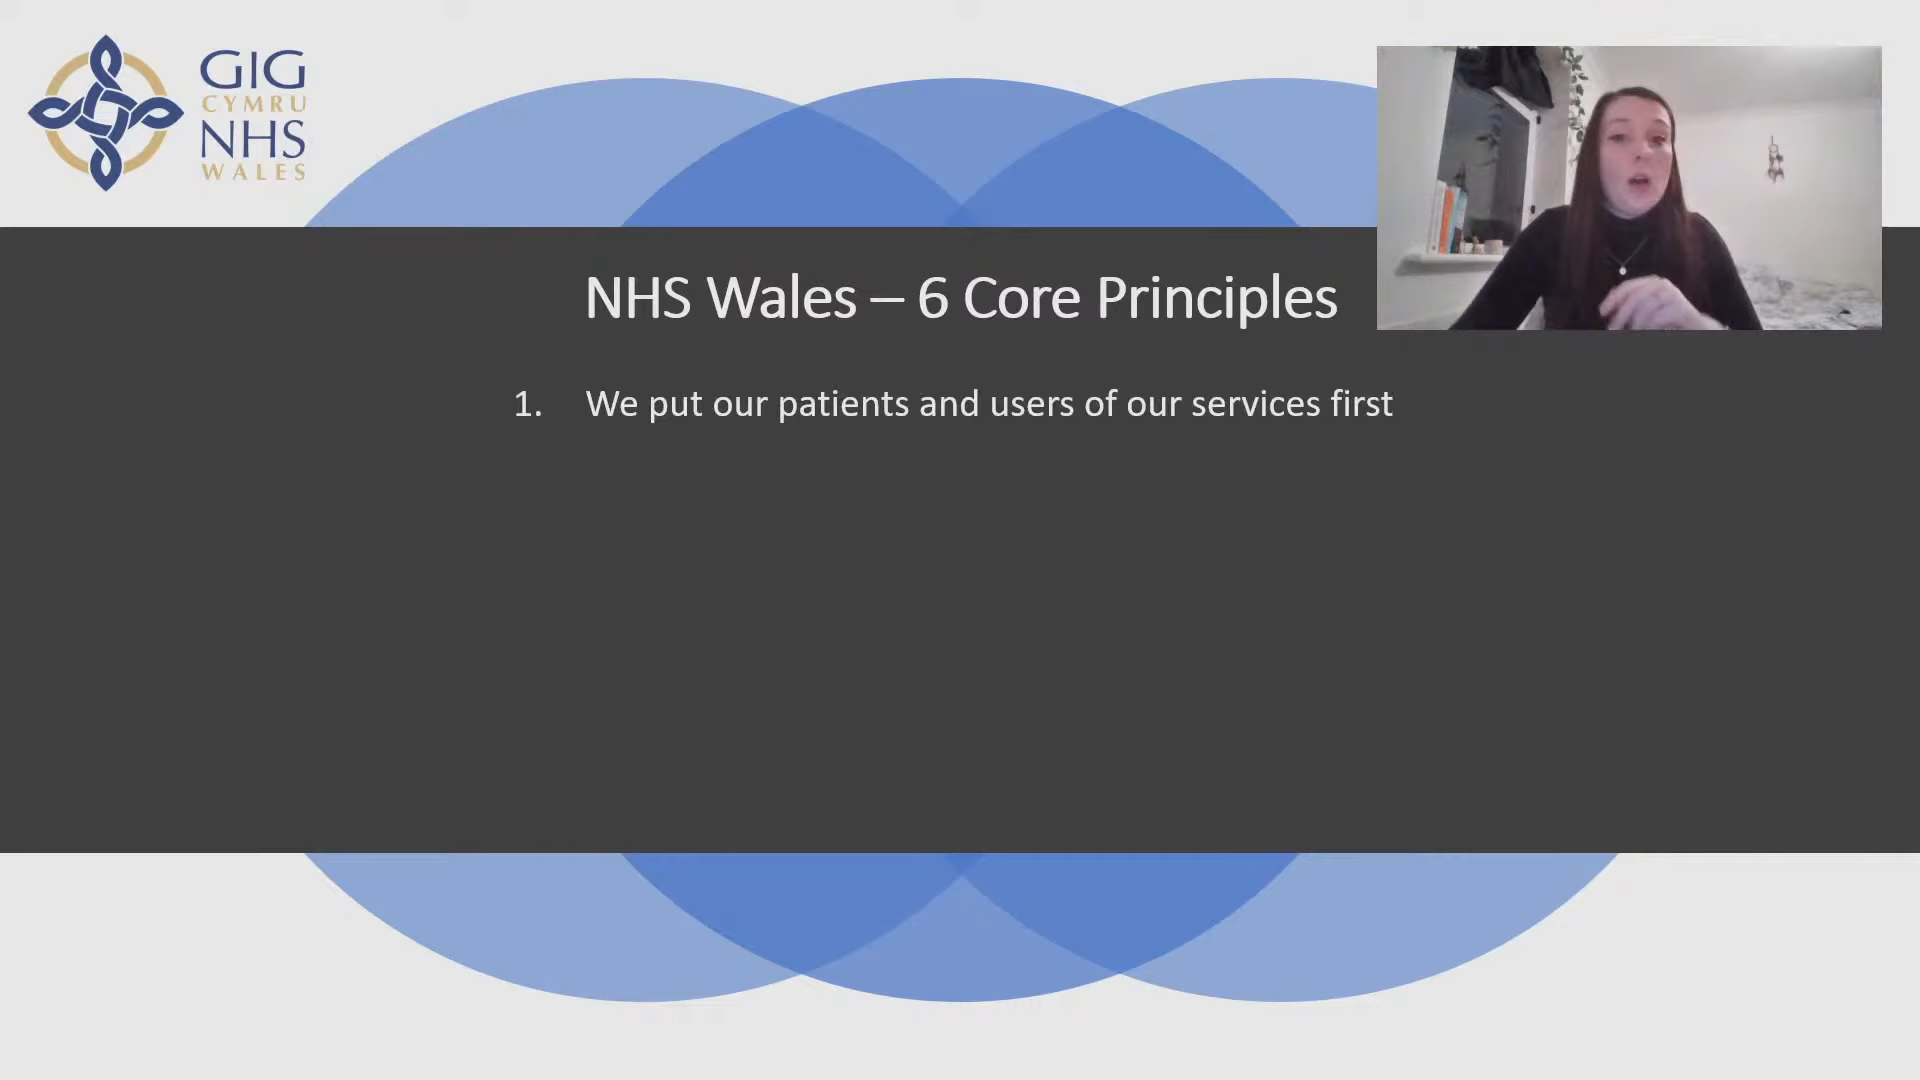 GIG
CYMRU
NHS
WALES
NHS Wales – 6 Core Principles
1. We put our patients and users of our services first